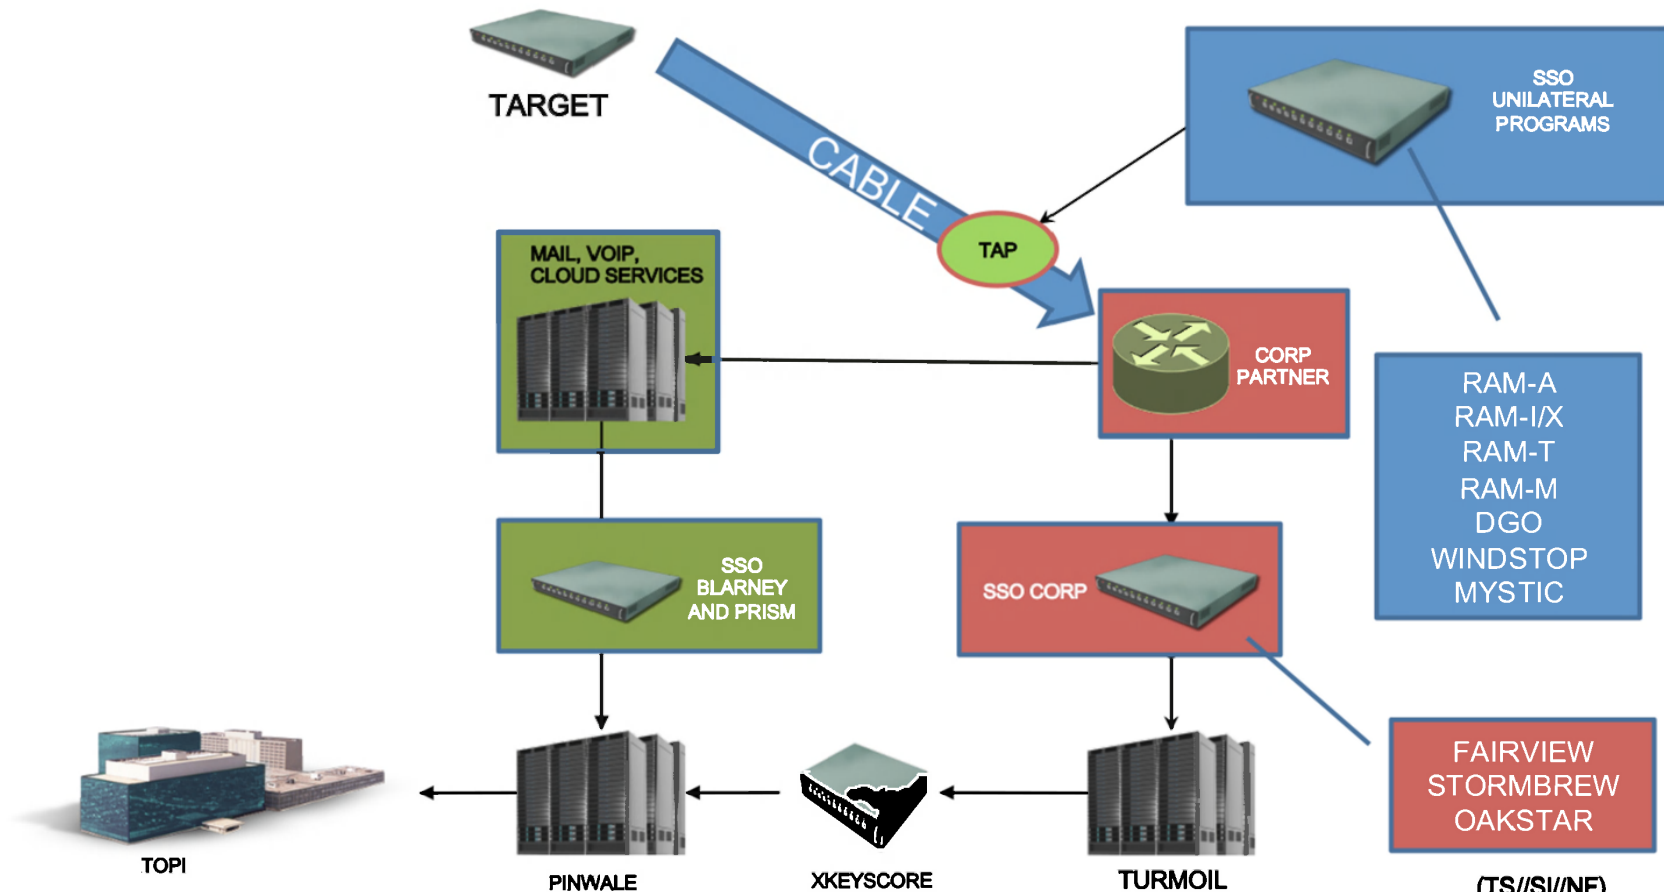 TARGET
CABLE
TAP
SSO
UNILATERAL
PROGRAMS
MAIL, VOIP,
CLOUD SERVICES
CORP
PARTNER
RAM-A
RAM-I/X
RAM-T
RAM-M
DGO
WINDSTOP
MYSTIC
SSO
BLARNEY
AND PRISM
SSO CORP
FAIRVIEW
STORMBREW
OAKSTAR
TOPI
PINWALE
XKEYSCORE
TURMOIL
(TS//SI//NF)